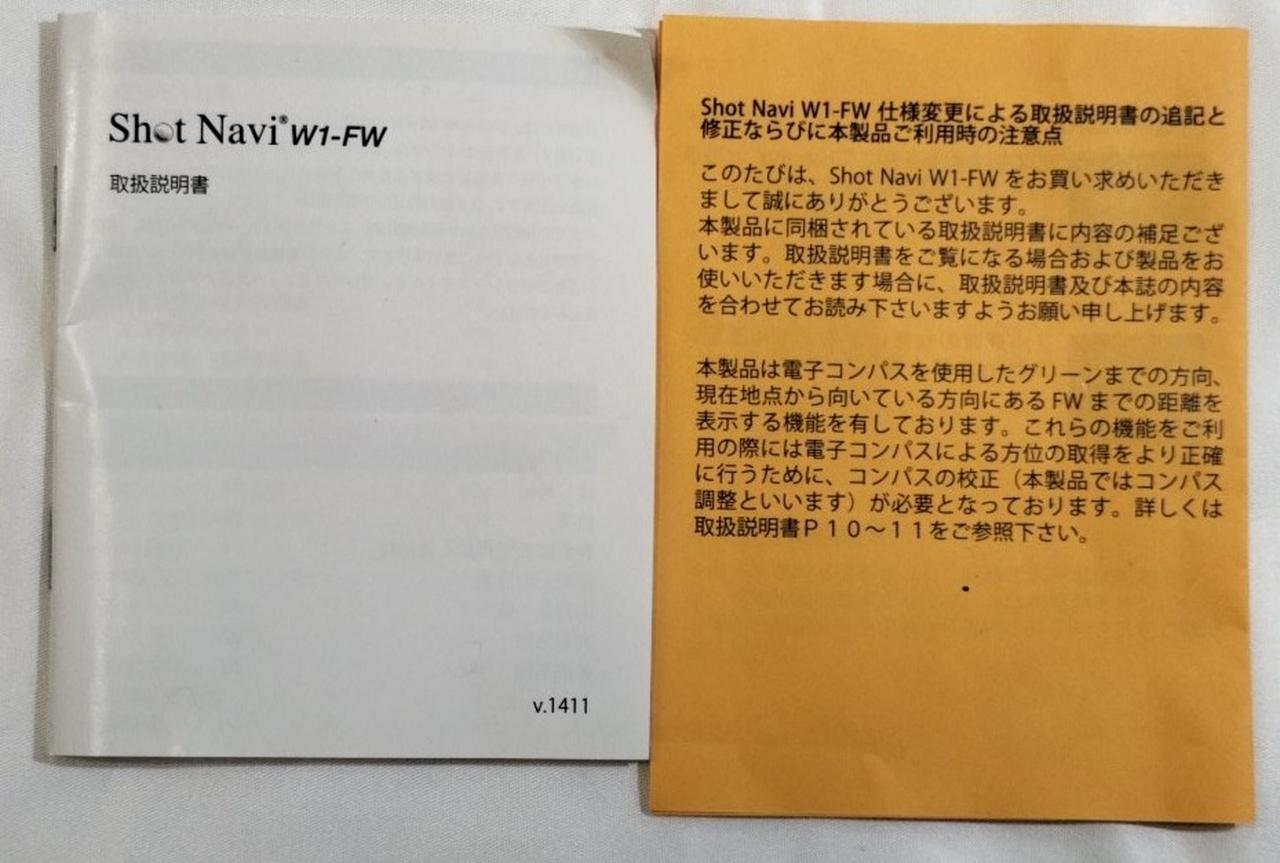 Shot Navi® W1-FW
取扱説明書
v.1411
Shot Navi W1-FW 仕様変更による取扱説明書の追記と
修正ならびに本製品ご利用時の注意点
このたびは、Shot Navi W1-FW をお買い求めいただき
まして誠にありがとうございます。
本製品に同梱されている取扱説明書に内容の補足ござ
います。取扱説明書をご覧になる場合および製品をお
使いいただきます場合に、取扱説明書及び本誌の内容
を合わせてお読み下さいますようお願い申し上げます。
本製品は電子コンパスを使用したグリーンまでの方向、
現在地点から向いている方向にある FW までの距離を
表示する機能を有しております。これらの機能をご利
用の際には電子コンパスによる方位の取得をより正確
に行うために、コンパスの校正（本製品ではコンパス
調整といいます）が必要となっております。詳しくは
取扱説明書Ｐ１０～１１をご参照下さい。